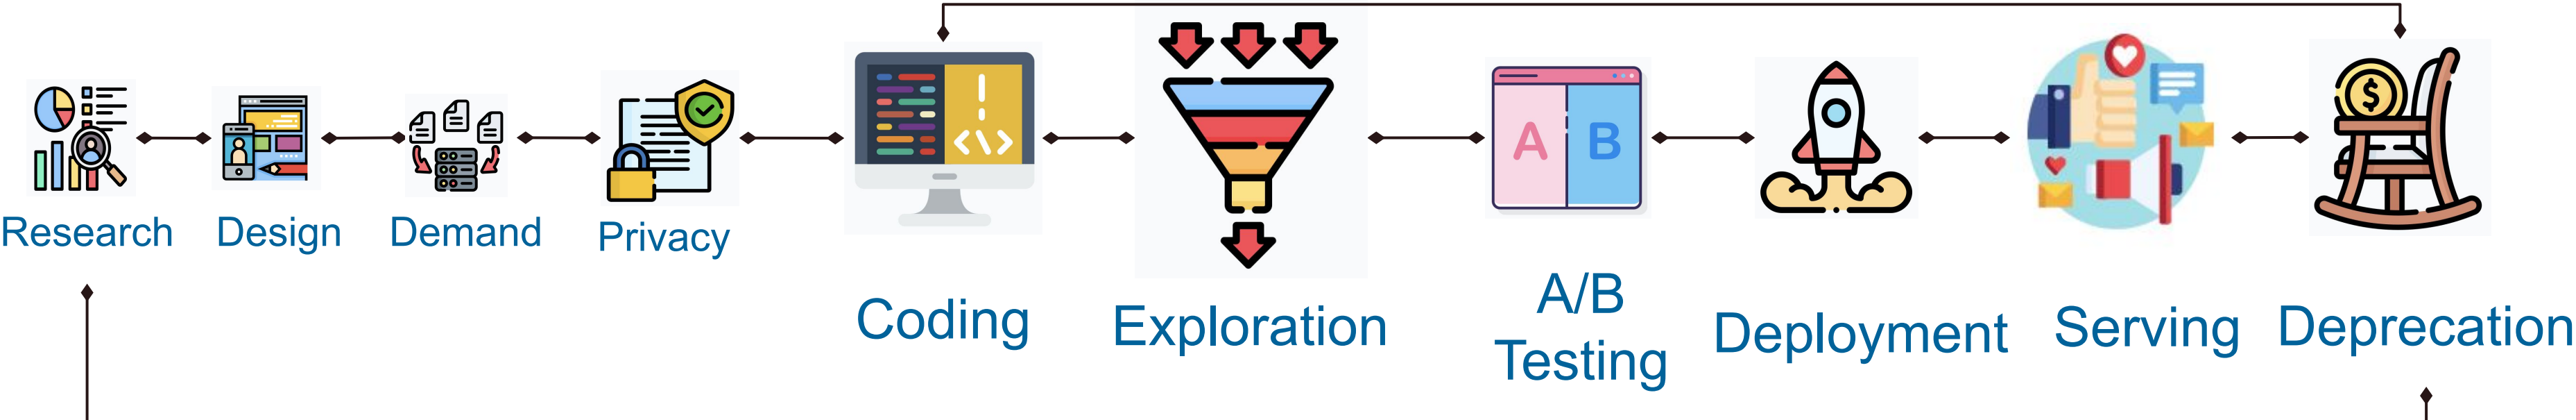 Research
Design
Demand
Privacy
Coding
Exploration
A/B
Testing
Deployment
Serving
Deprecation
A
B
$